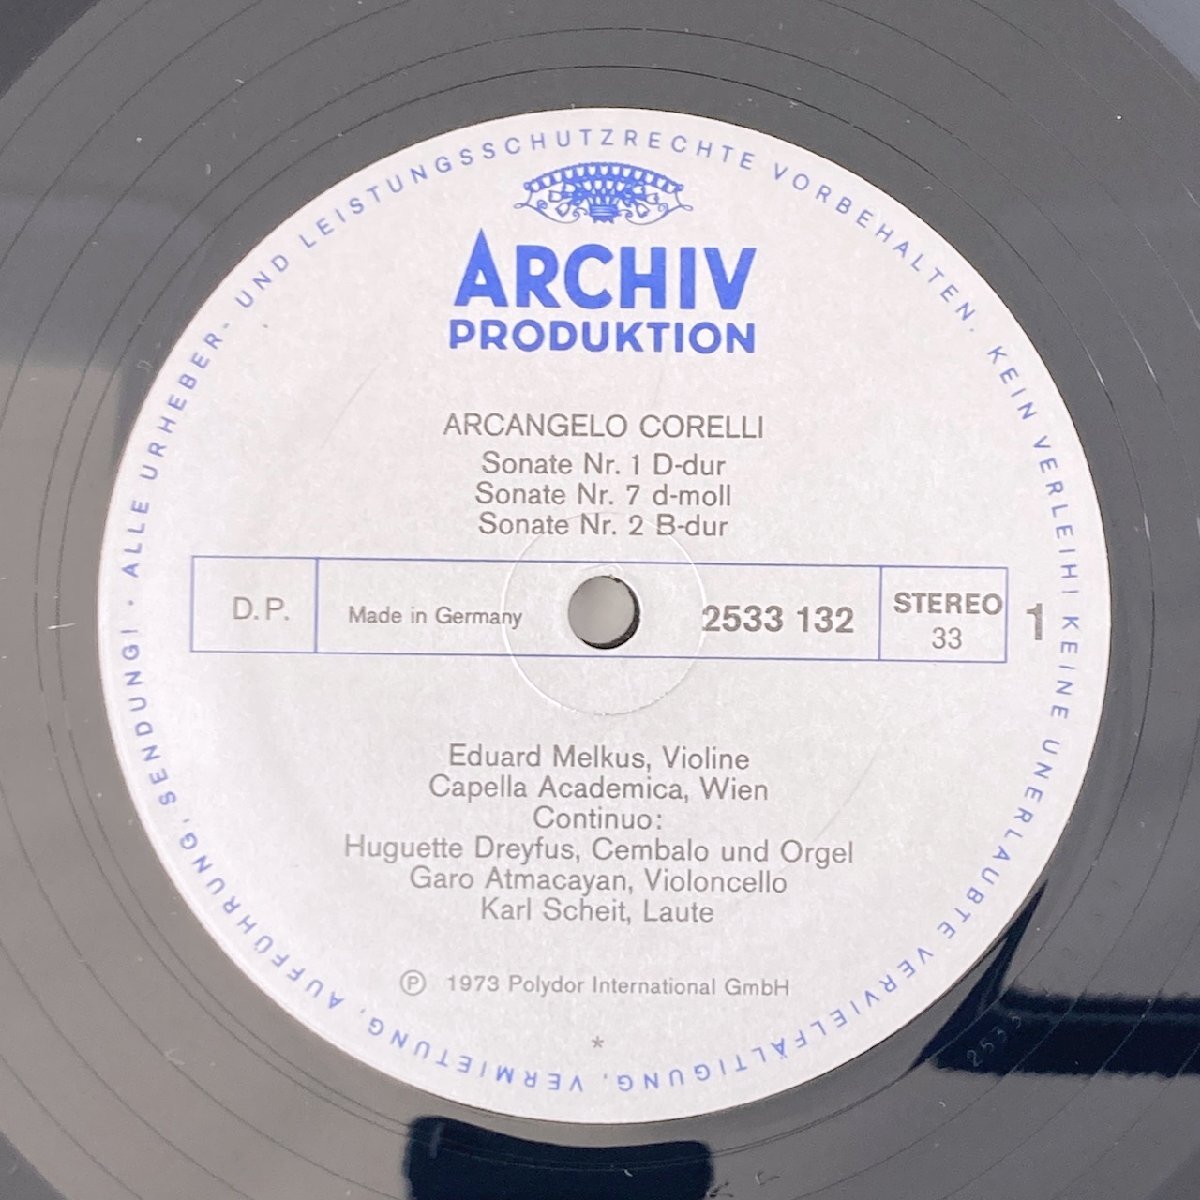 ALLE URHEBER- UND LEISTUNGSSCHUTZRECHTE VORBEHALTEN. KEIN VERLEIH! KEINE UNERLAUBTE VERVIELFÄLTIGUNG, VERMIETUNG, AUFFÜHRUNG, SENDUNG! ·
ARCHIV
PRODUKTION
ARCANGELO CORELLI
Sonate Nr. 1 D-dur
Sonate Nr. 7 d-moll
Sonate Nr. 2 B-dur
D.P.
Made in Germany
2533 132
STEREO
33
1
Eduard Melkus, Violine
Capella Academica, Wien
Continuo:
Huguette Dreyfus, Cembalo und Orgel
Garo Atmacayan, Violoncello
Karl Scheit, Laute
Ⓟ 1973 Polydor International GmbH
*